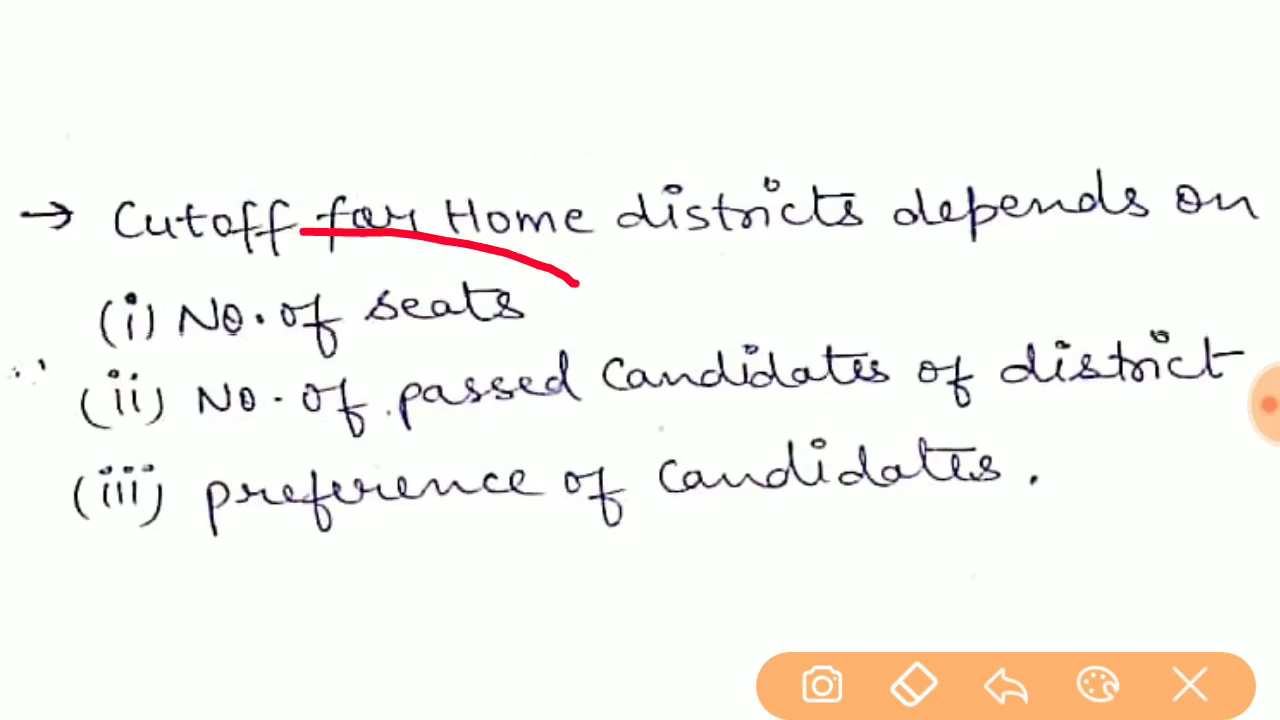 → Cutoff for Home districts depends on
(i) No. of seats
(ii) No. of passed candidates of district
(iii) preference of candidates.